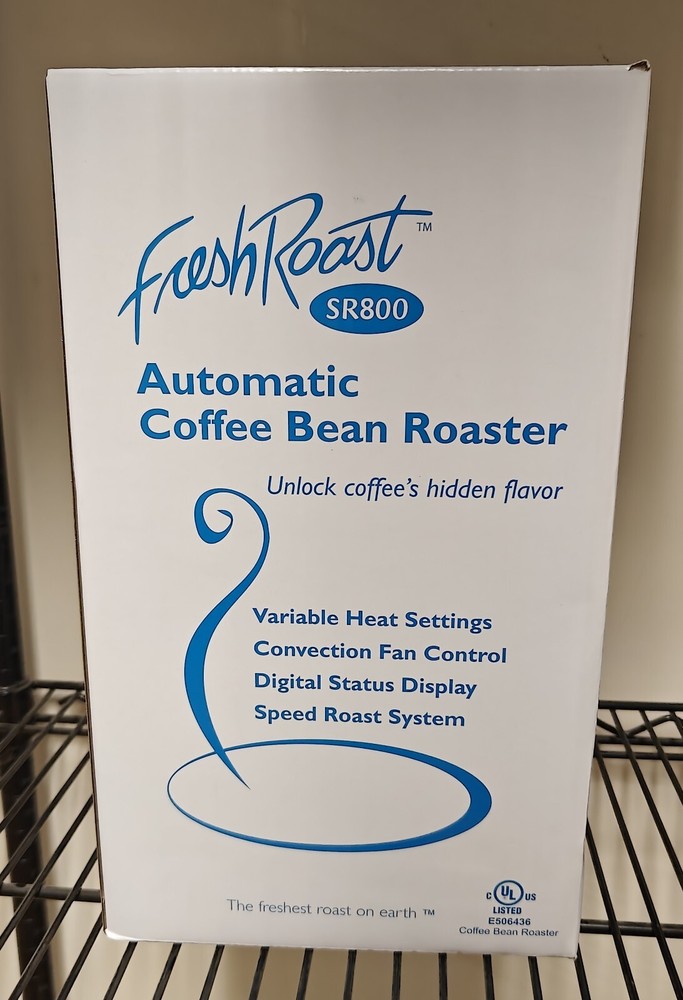 FreshRoast™
SR800
Automatic
Coffee Bean Roaster
Unlock coffee's hidden flavor
Variable Heat Settings
Convection Fan Control
Digital Status Display
Speed Roast System
The freshest roast on earth ™
C UL US
LISTED
E506436
Coffee Bean Roaster